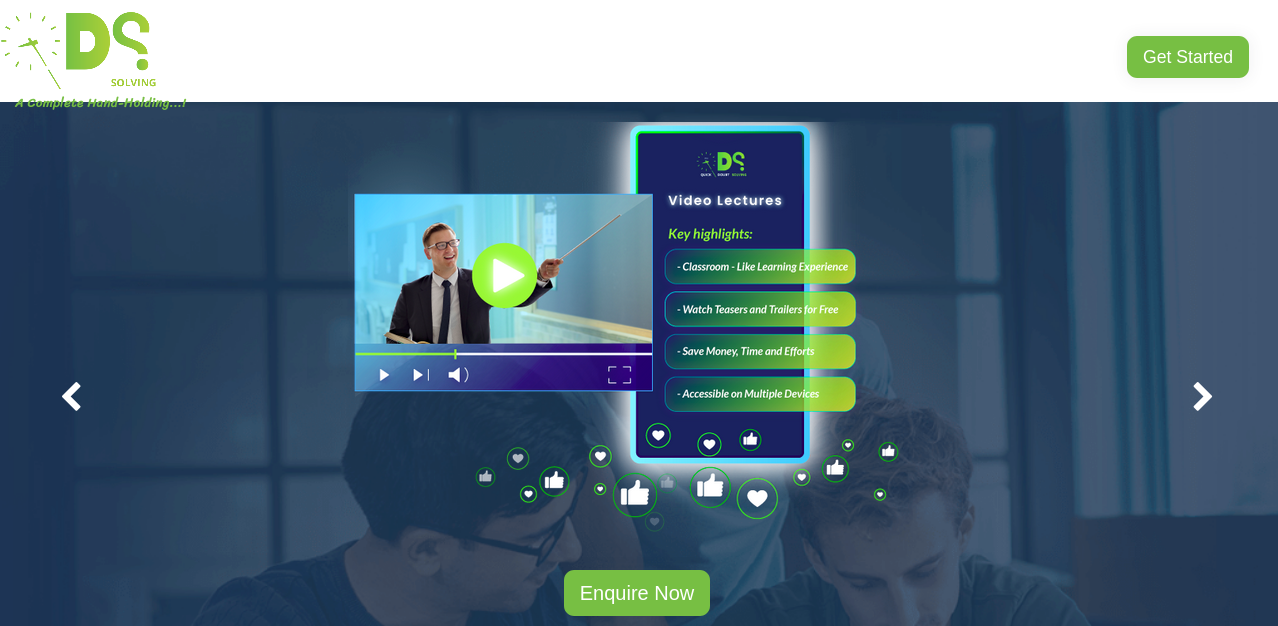 DS
SOLVING
A Complete Hand-Holding...!
Get Started
DS
QUICK DOUBT SOLVING
Video Lectures
Key highlights:
- Classroom - Like Learning Experience
- Watch Teasers and Trailers for Free
- Save Money, Time and Efforts
- Accessible on Multiple Devices
Enquire Now